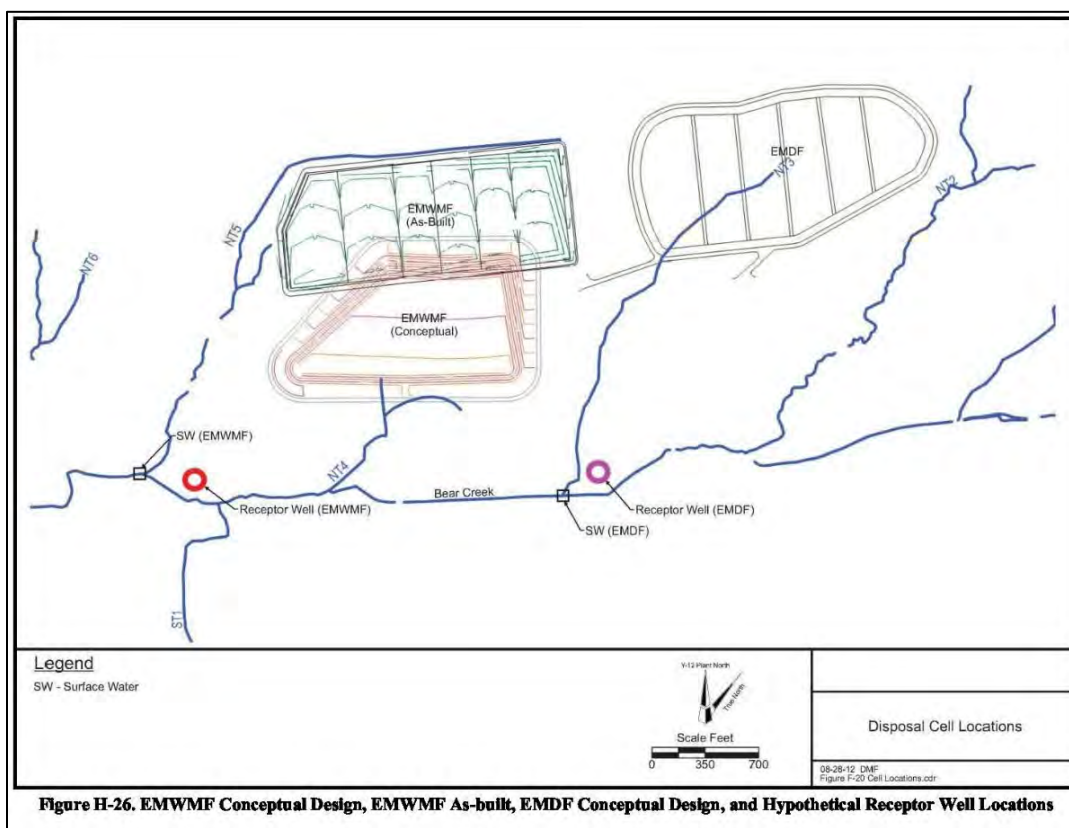 EMDF
NT3
NT2
EMWMF
(As-Built)
NT5
NT6
EMWMF
(Conceptual)
SW (EMWMF)
NT4
Bear Creek
Receptor Well (EMWMF)
Receptor Well (EMDF)
SW (EMDF)
ST1
Legend
SW - Surface Water
Y-12 Plant North
True North
Scale Feet
0 350 700
Disposal Cell Locations
08-28-12 DMF
Figure F-20 Cell Locations.cdr
Figure H-26. EMWMF Conceptual Design, EMWMF As-built, EMDF Conceptual Design, and Hypothetical Receptor Well Locations